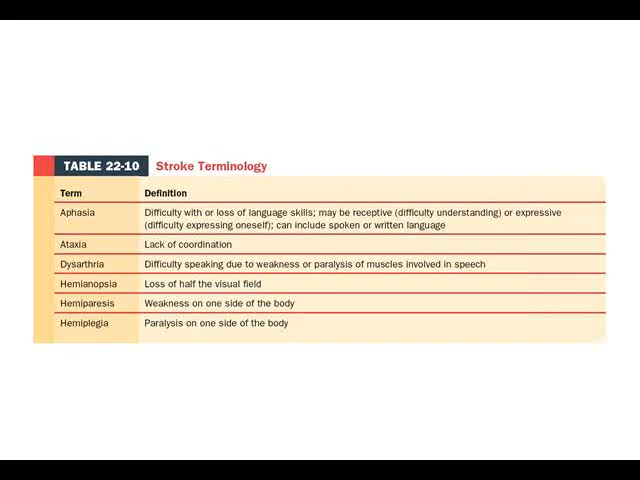 TABLE 22-10 Stroke Terminology
Term Definition
Aphasia Difficulty with or loss of language skills; may be receptive (difficulty understanding) or expressive
(difficulty expressing oneself); can include spoken or written language
Ataxia Lack of coordination
Dysarthria Difficulty speaking due to weakness or paralysis of muscles involved in speech
Hemianopsia Loss of half the visual field
Hemiparesis Weakness on one side of the body
Hemiplegia Paralysis on one side of the body